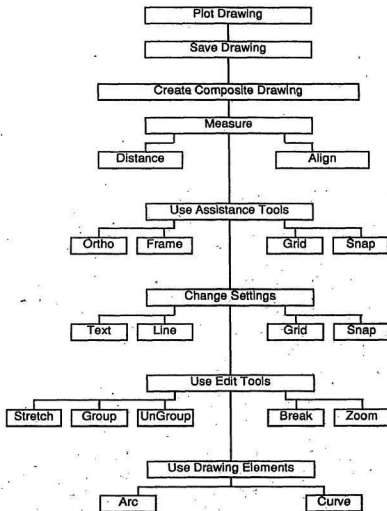 Plot Drawing
Save Drawing
Create Composite Drawing
Measure
Distance Align
Use Assistance Tools
Ortho Frame Grid Snap
Change Settings
Text Line Grid Snap
Use Edit Tools
Stretch Group UnGroup Break Zoom
Use Drawing Elements
Arc Curve